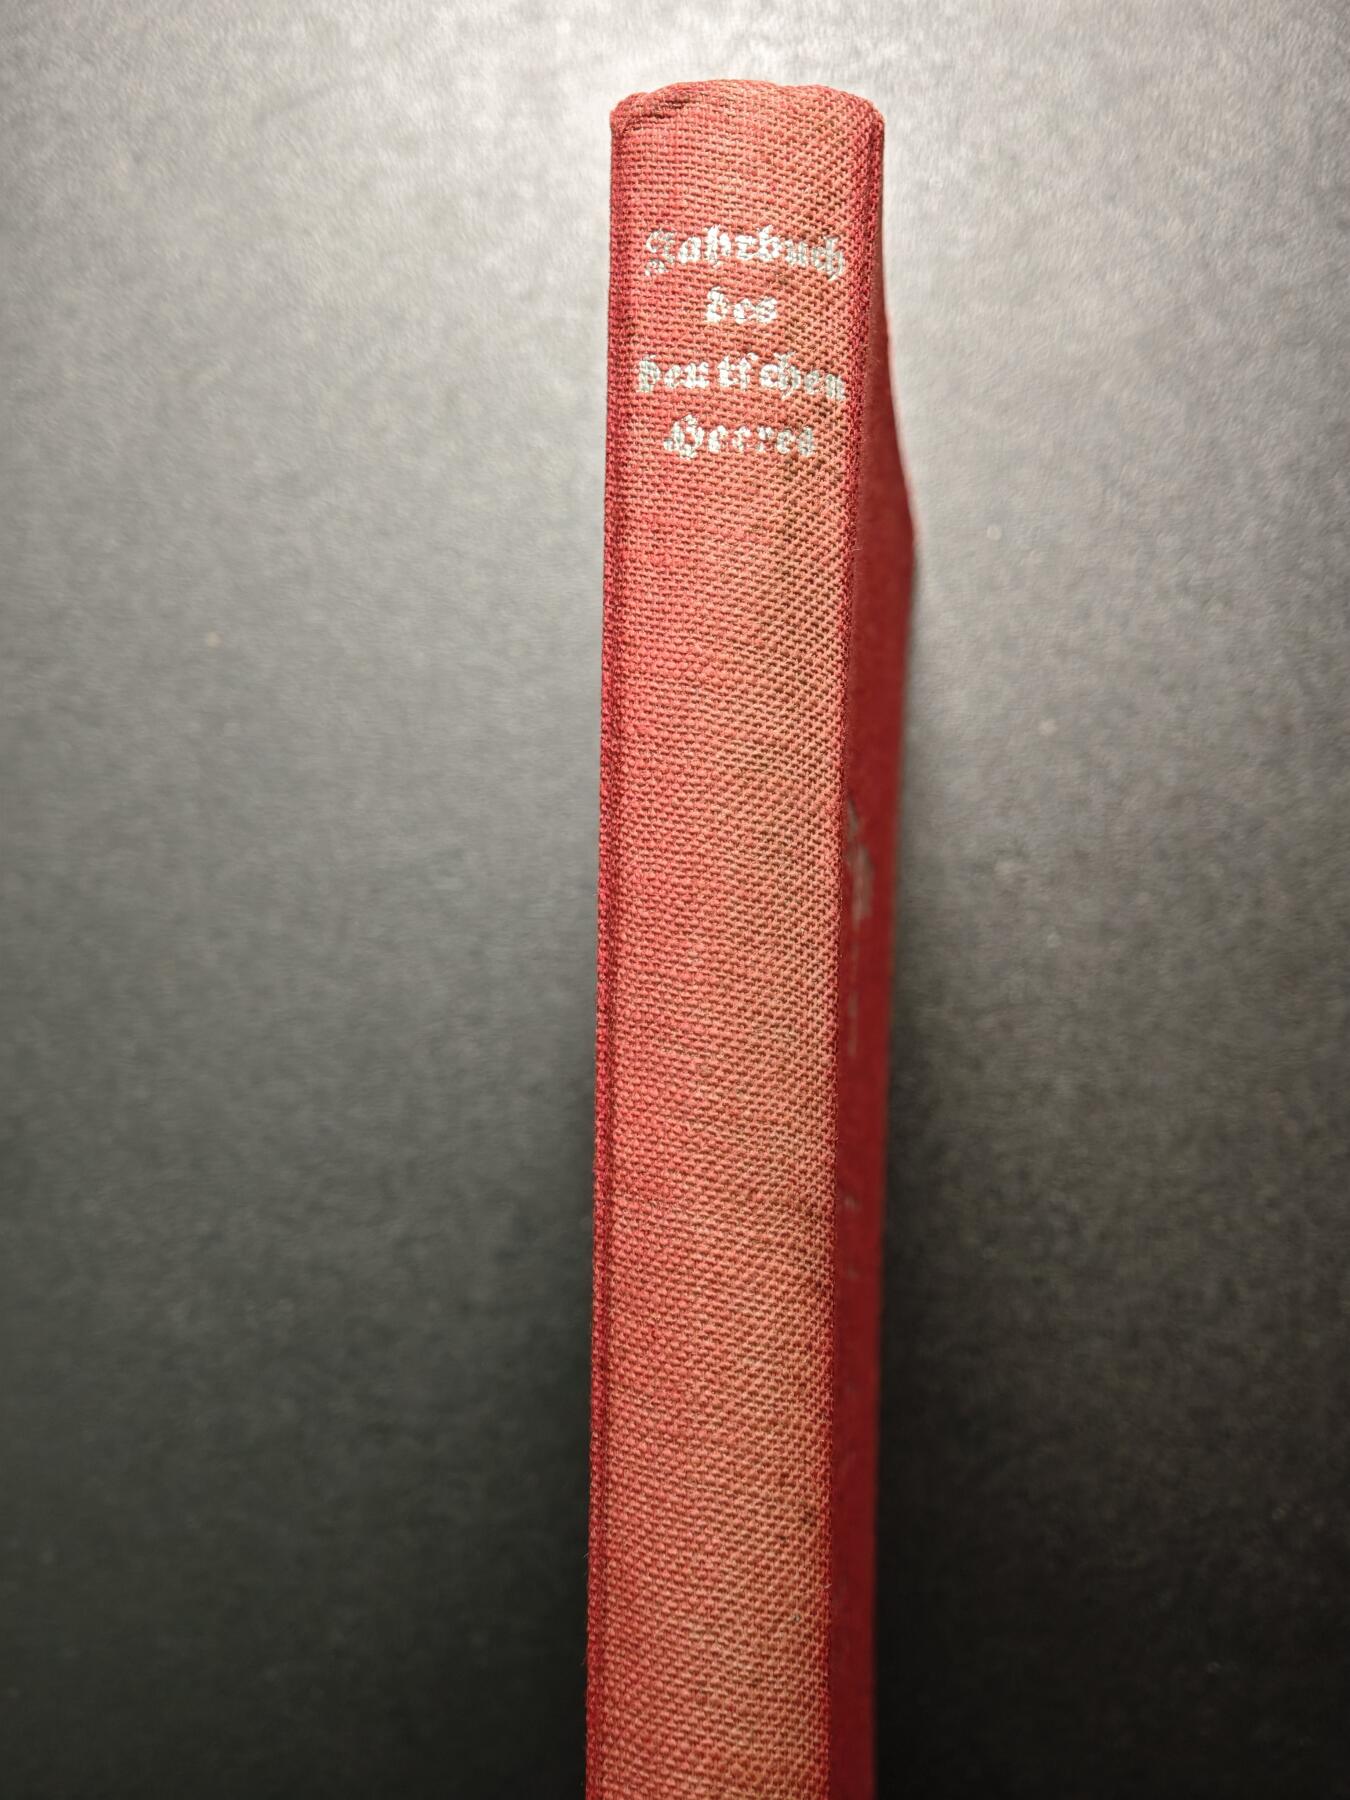 Jahrbuch
des
deutschen
Heeres